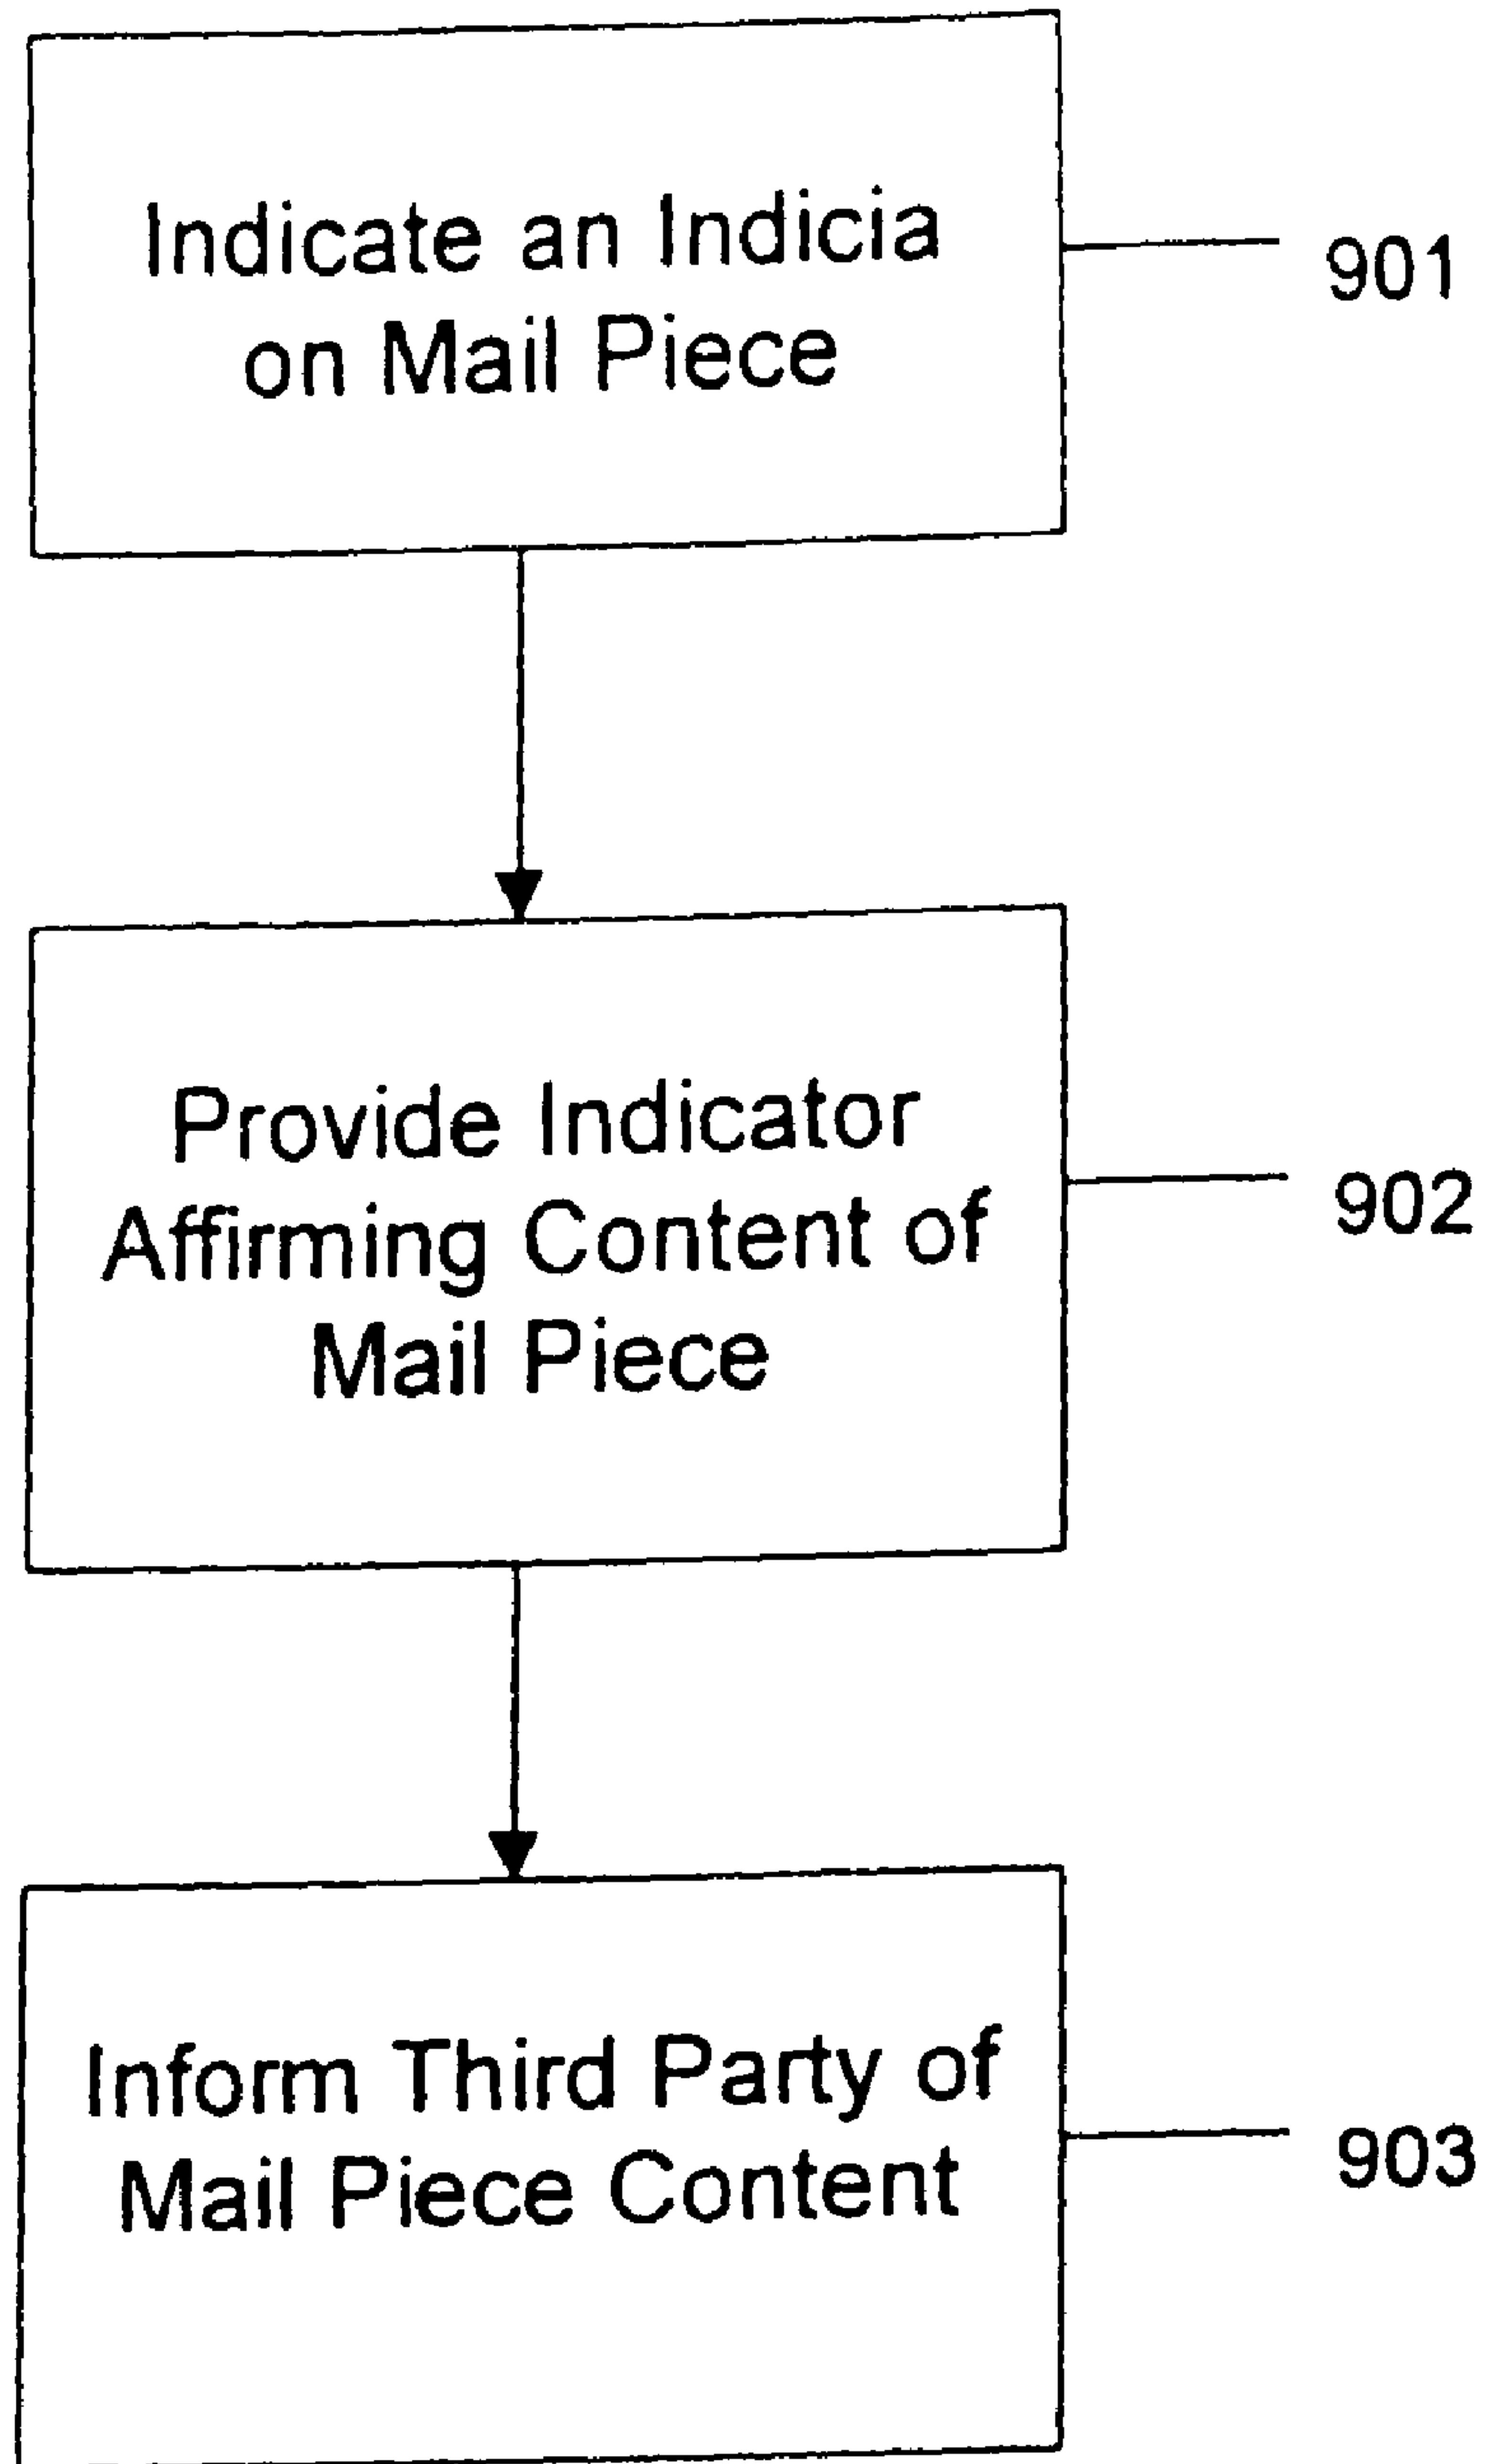 Indicate an Indicia
on Mail Piece
901
Provide Indicator
Affirming Content of
Mail Piece
902
Inform Third Party of
Mail Piece Content
903